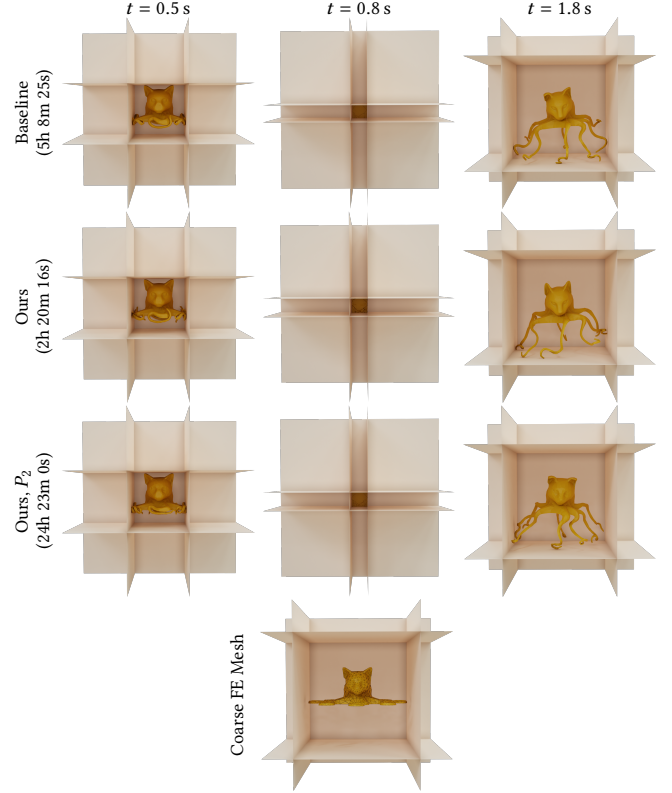 t = 0.5 s
t = 0.8 s
t = 1.8 s
Baseline
(5h 8m 25s)
Ours
(2h 20m 16s)
Ours, P₂
(24h 23m 0s)
Coarse FE Mesh